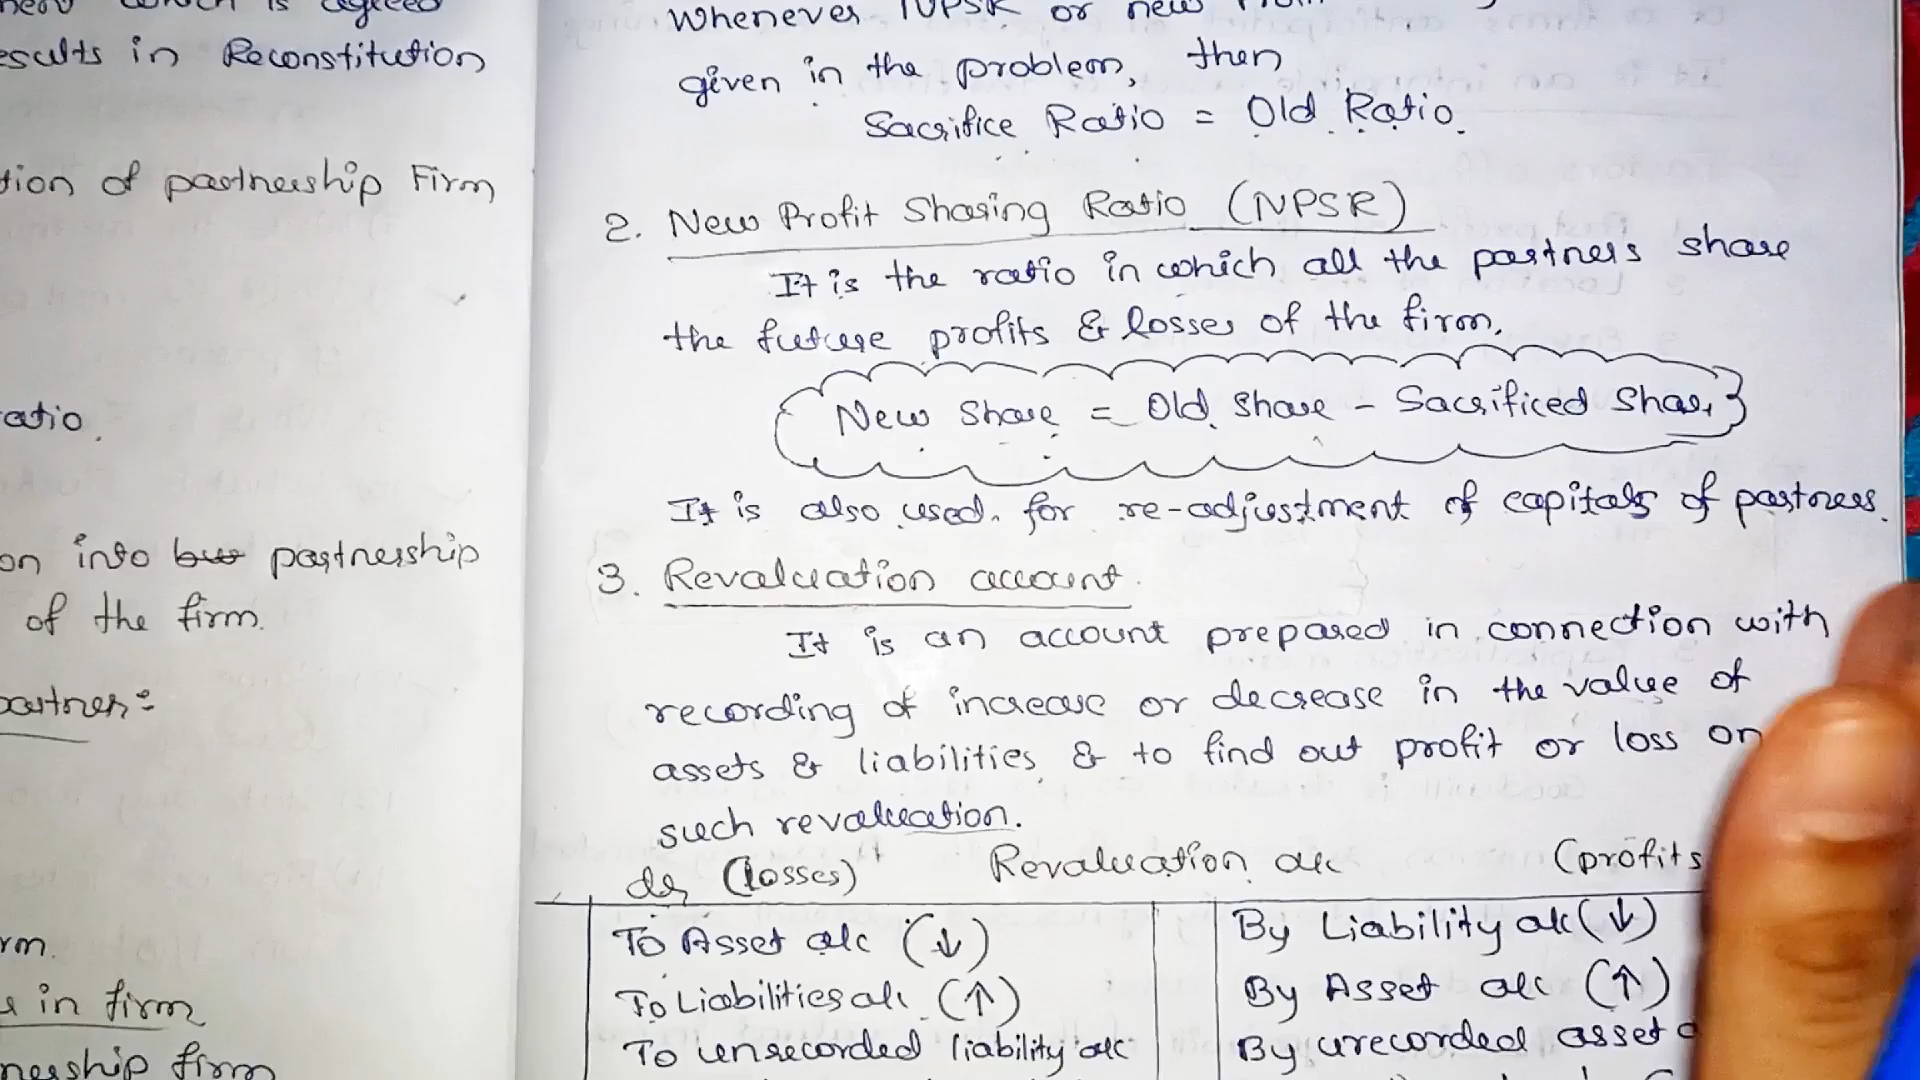 which is agreed
results in Reconstitution
tion of partnership Firm
atio.
on into bus partnership
of the firm.
partner:
rm.
in firm
nership firm
Whenever NPSR or new
given in the problem, then
Sacrifice Ratio = Old Ratio.
2. New Profit Sharing Ratio (NPSR)
It is the ratio in which all the partners share
the future profits & losses of the firm.
New Share = Old Share - Sacrificed Share
It is also used for re-adjustment of capitals of partners.
3. Revaluation account.
It is an account prepared in connection with
recording of increase or decrease in the value of
assets & liabilities & to find out profit or loss on
such revaluation.
dr (losses) Revaluation a/c (profits
To Asset a/c (↓) By Liability a/c (↓)
To Liabilities a/c (↑) By Asset a/c (↑)
To unrecorded liability a/c By urecorded asset a